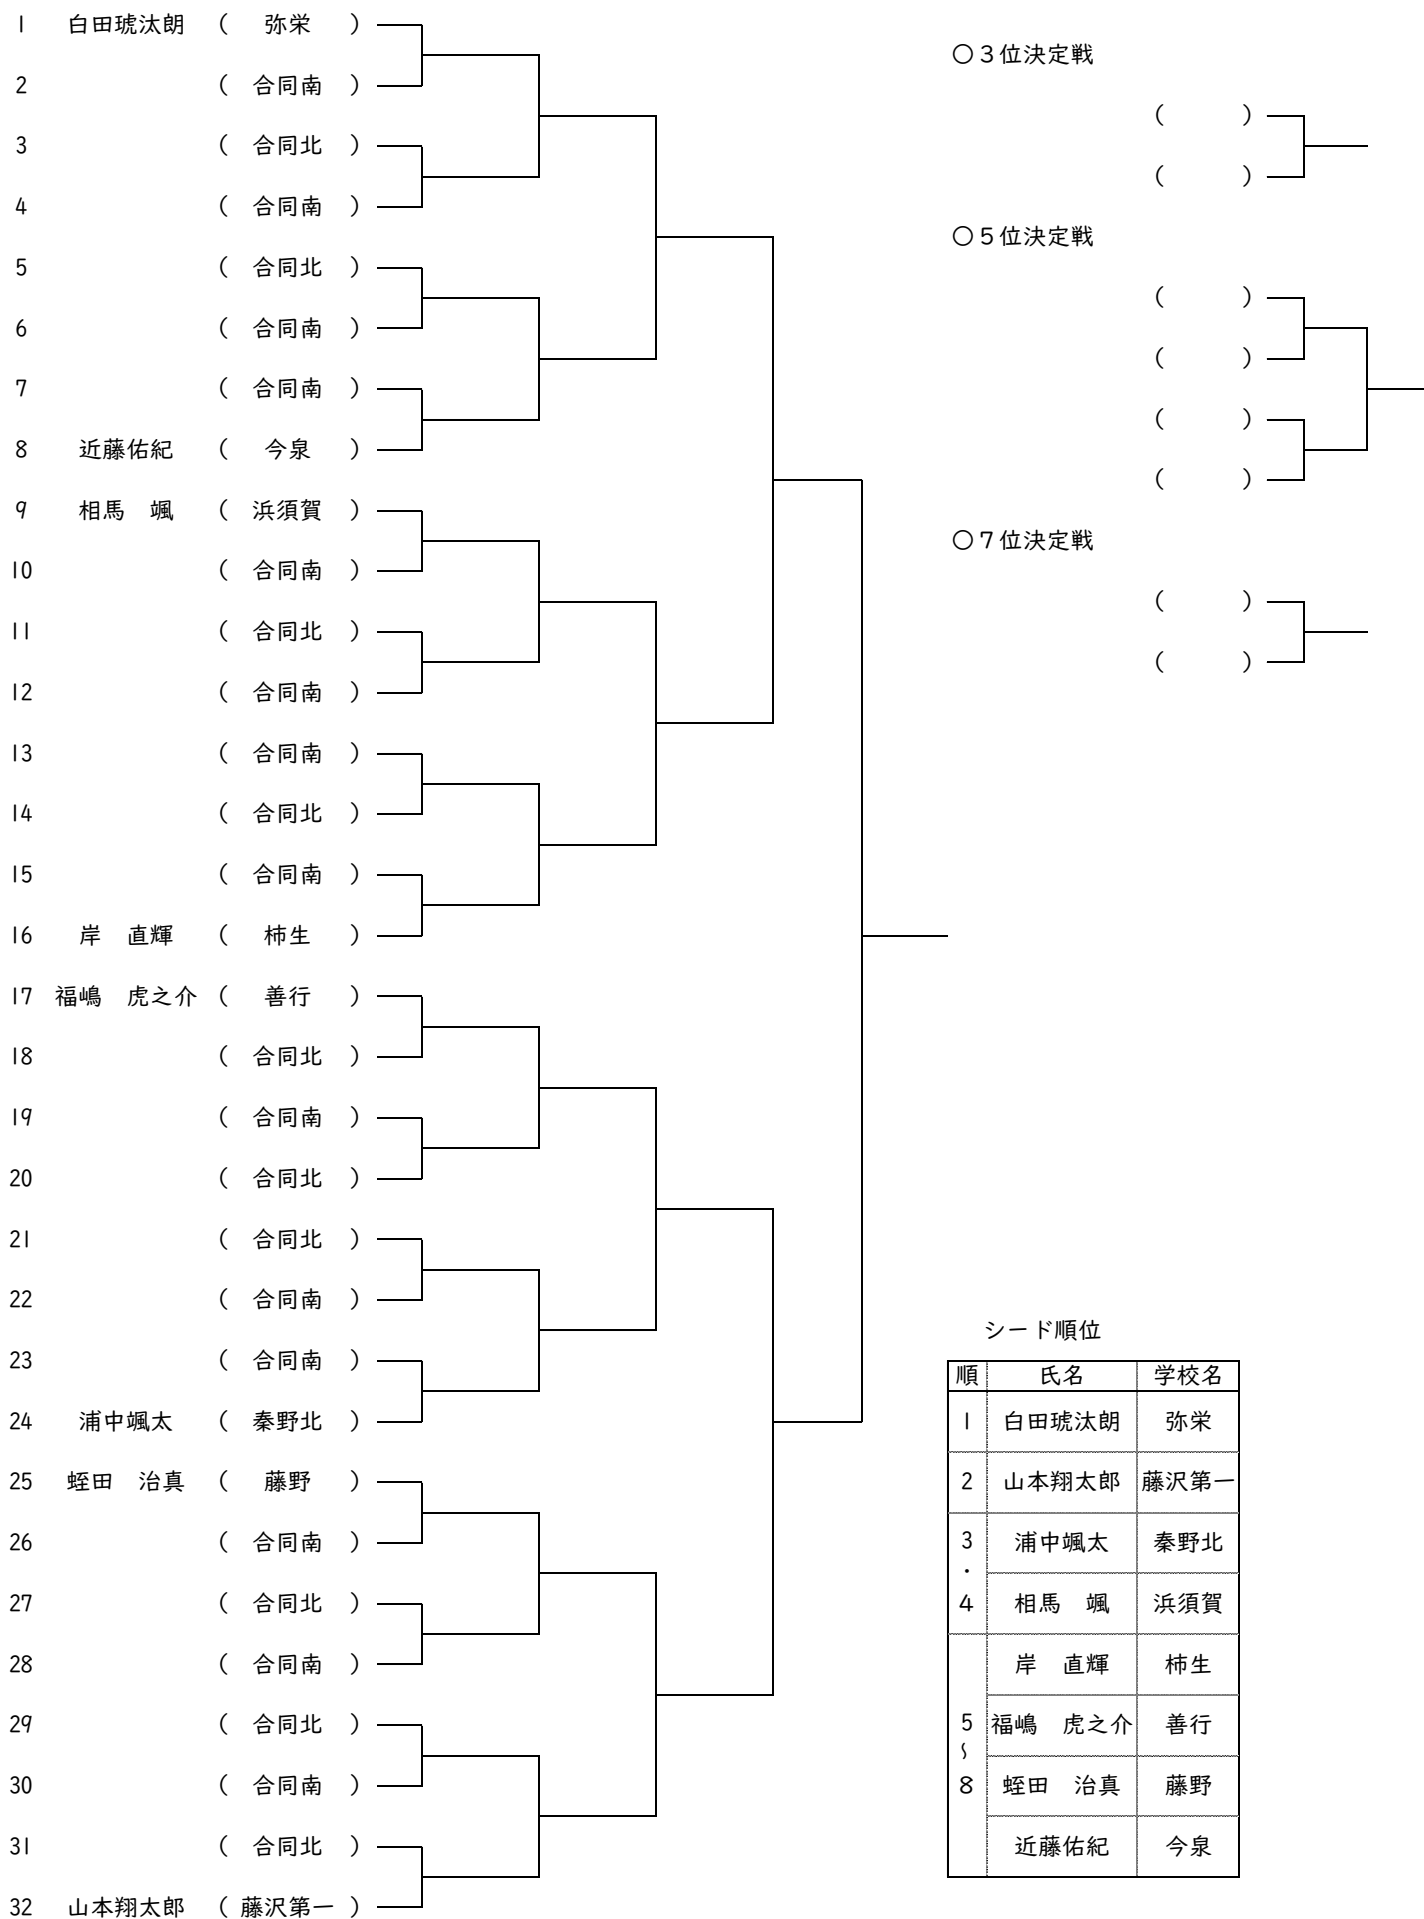 1 白田琥汰朗 ( 弥栄 )
2 ( 合同南 )
3 ( 合同北 )
4 ( 合同南 )
5 ( 合同北 )
6 ( 合同南 )
7 ( 合同南 )
8 近藤佑紀 ( 今泉 )
9 相馬　颯 ( 浜須賀 )
10 ( 合同南 )
11 ( 合同北 )
12 ( 合同南 )
13 ( 合同南 )
14 ( 合同北 )
15 ( 合同南 )
16 岸　直輝 ( 柿生 )
17 福嶋　虎之介 ( 善行 )
18 ( 合同北 )
19 ( 合同南 )
20 ( 合同北 )
21 ( 合同北 )
22 ( 合同南 )
23 ( 合同南 )
24 浦中颯太 ( 秦野北 )
25 蛭田　治真 ( 藤野 )
26 ( 合同南 )
27 ( 合同北 )
28 ( 合同南 )
29 ( 合同北 )
30 ( 合同南 )
31 ( 合同北 )
32 山本翔太郎 ( 藤沢第一 )
〇３位決定戦
( )
( )
〇５位決定戦
( )
( )
( )
( )
〇７位決定戦
( )
( )
シード順位
順 氏名 学校名
1 白田琥汰朗 弥栄
2 山本翔太郎 藤沢第一
3 浦中颯太 秦野北
・
4 相馬　颯 浜須賀
岸　直輝 柿生
5 福嶋　虎之介 善行
〜
8 蛭田　治真 藤野
近藤佑紀 今泉